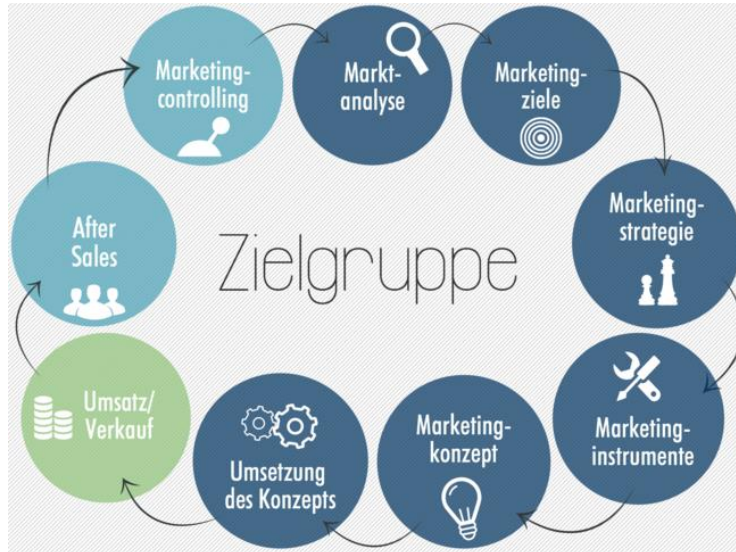 Marketing-
controlling
Markt-
analyse
Marketing-
ziele
Marketing-
strategie
Marketing-
instrumente
Marketing-
konzept
Umsetzung
des Konzepts
Umsatz/
Verkauf
After
Sales
Zielgruppe